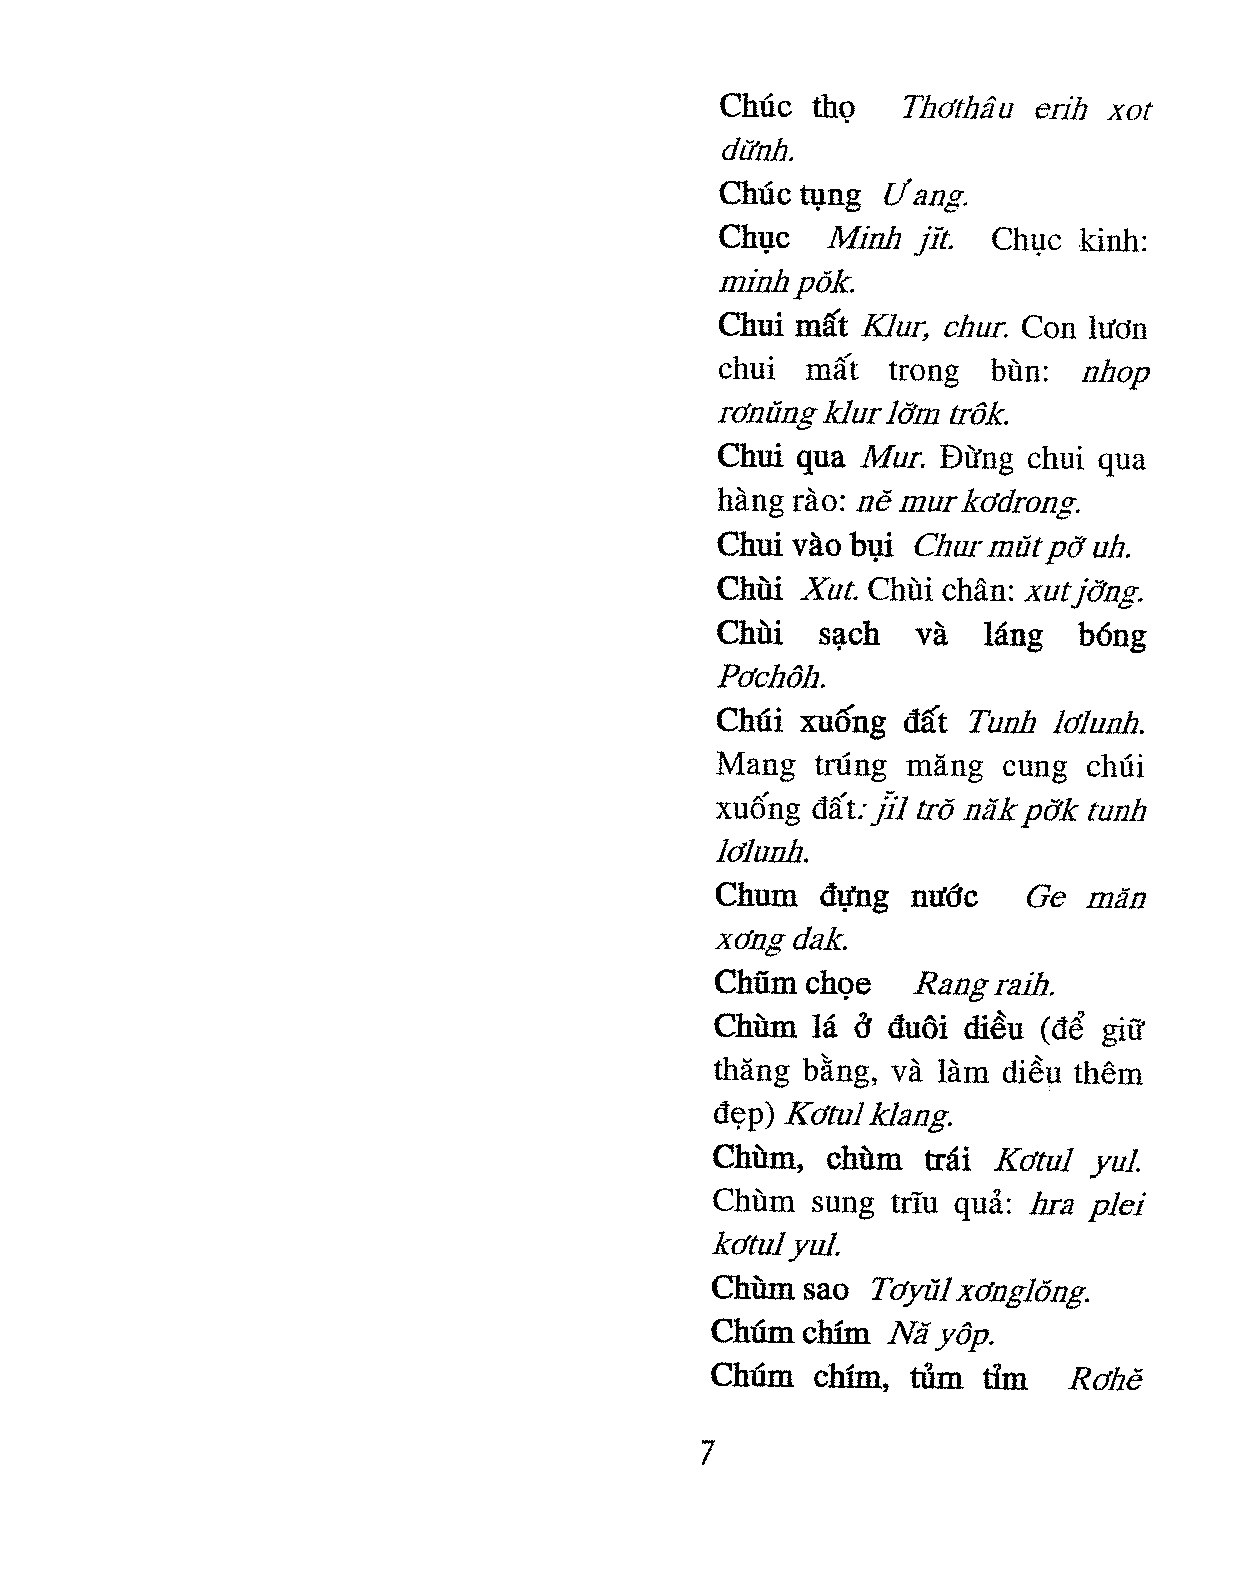 Chúc thọ Thơthâu erih xot
dư̆nh.
Chúc tụng Ư ang.
Chục Minh jĭt. Chục kinh:
minh pŏk.
Chui mất Klur, chur. Con lươn
chui mất trong bùn: nhop
rơnŭng klur lơ̆m trôk.
Chui qua Mur. Đừng chui qua
hàng rào: nĕ mur kơdrong.
Chui vào bụi Chur mŭt pơ̆ uh.
Chùi Xut. Chùi chân: xut jơ̆ng.
Chùi sạch và láng bóng
Pơchôh.
Chúi xuống đất Tunh lơlunh.
Mang trúng măng cung chúi
xuống đất: jĭl trŏ năk pơ̆k tunh
lơlunh.
Chum đựng nước Ge măn
xơng dak.
Chũm chọe Rang raih.
Chùm lá ở đuôi diều (để giữ
thăng bằng, và làm diều thêm
đẹp) Kơtul klang.
Chùm, chùm trái Kơtul yul.
Chùm sung trĩu quả: hra plei
kơtul yul.
Chùm sao Tơyŭl xơnglŏng.
Chúm chím Nă yôp.
Chúm chím, tủm tỉm Rơhĕ
7